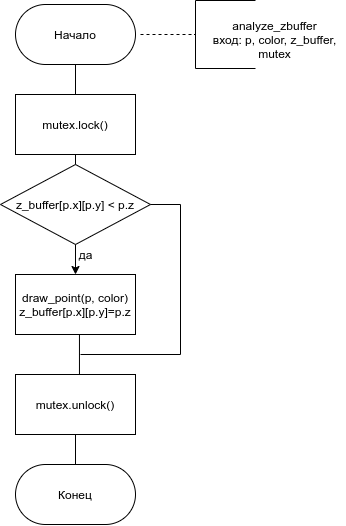 Начало
analyze_zbuffer
вход: p, color, z_buffer,
mutex
mutex.lock()
z_buffer[p.x][p.y] < p.z
да
draw_point(p, color)
z_buffer[p.x][p.y]=p.z
mutex.unlock()
Конец